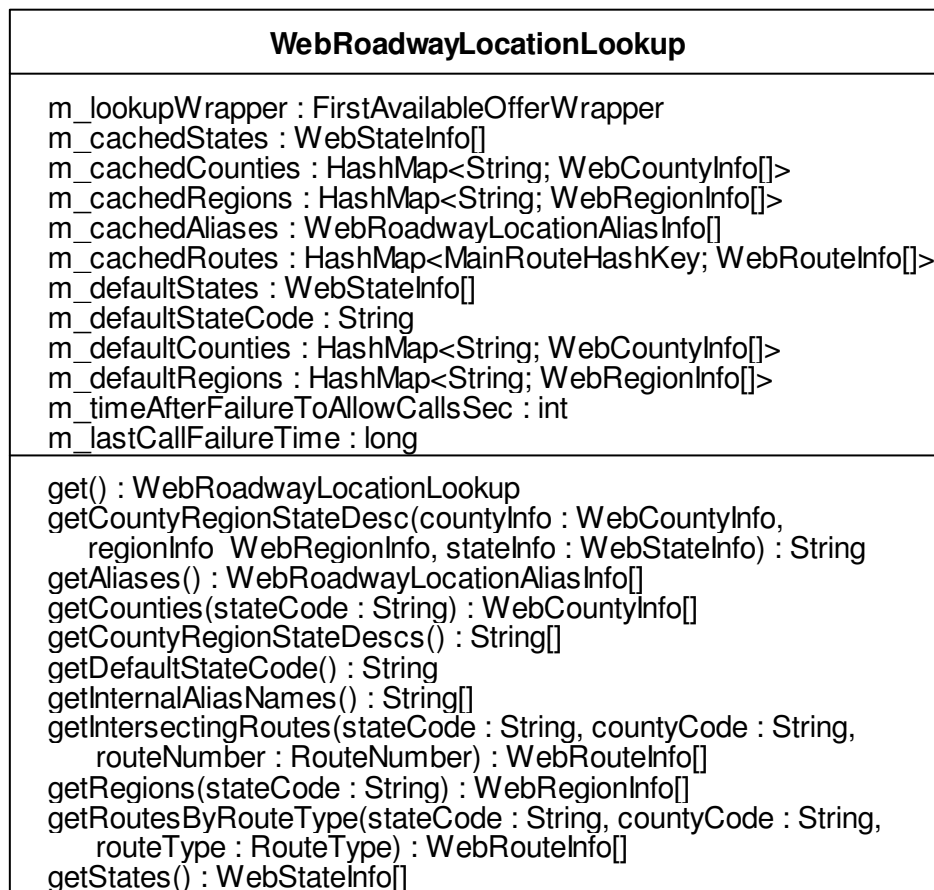 WebRoadwayLocationLookup
m_lookupWrapper : FirstAvailableOfferWrapper
m_cachedStates : WebStateInfo[]
m_cachedCounties : HashMap<String; WebCountyInfo[]>
m_cachedRegions : HashMap<String; WebRegionInfo[]>
m_cachedAliases : WebRoadwayLocationAliasInfo[]
m_cachedRoutes : HashMap<MainRouteHashKey; WebRouteInfo[]>
m_defaultStates : WebStateInfo[]
m_defaultStateCode : String
m_defaultCounties : HashMap<String; WebCountyInfo[]>
m_defaultRegions : HashMap<String; WebRegionInfo[]>
m_timeAfterFailureToAllowCallsSec : int
m_lastCallFailureTime : long
get() : WebRoadwayLocationLookup
getCountyRegionStateDesc(countyInfo : WebCountyInfo,
regionInfo WebRegionInfo, stateInfo : WebStateInfo) : String
getAliases() : WebRoadwayLocationAliasInfo[]
getCounties(stateCode : String) : WebCountyInfo[]
getCountyRegionStateDescs() : String[]
getDefaultStateCode() : String
getInternalAliasNames() : String[]
getIntersectingRoutes(stateCode : String, countyCode : String,
routeNumber : RouteNumber) : WebRouteInfo[]
getRegions(stateCode : String) : WebRegionInfo[]
getRoutesByRouteType(stateCode : String, countyCode : String,
routeType : RouteType) : WebRouteInfo[]
getStates() : WebStateInfo[]